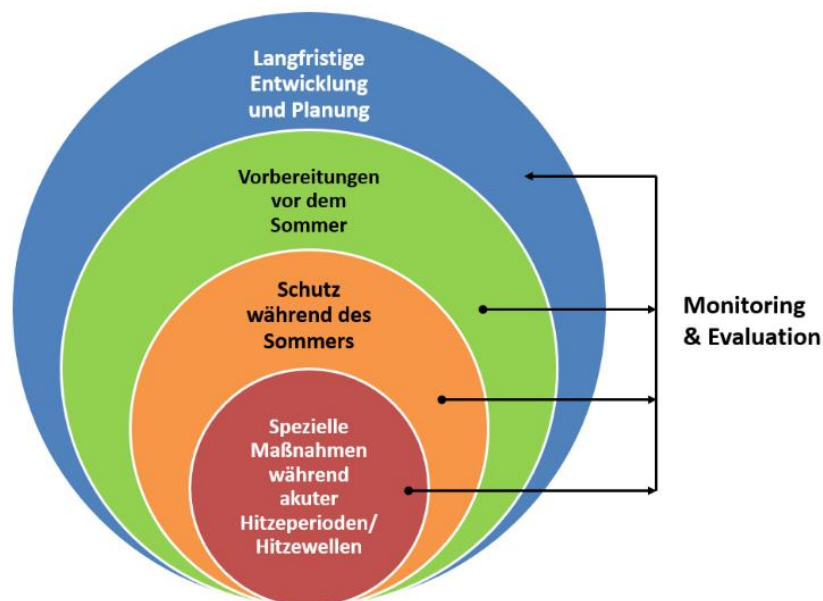 Langfristige
Entwicklung
und Planung
Vorbereitungen
vor dem
Sommer
Schutz
während des
Sommers
Spezielle
Maßnahmen
während
akuter
Hitzeperioden/
Hitzewellen
Monitoring
& Evaluation